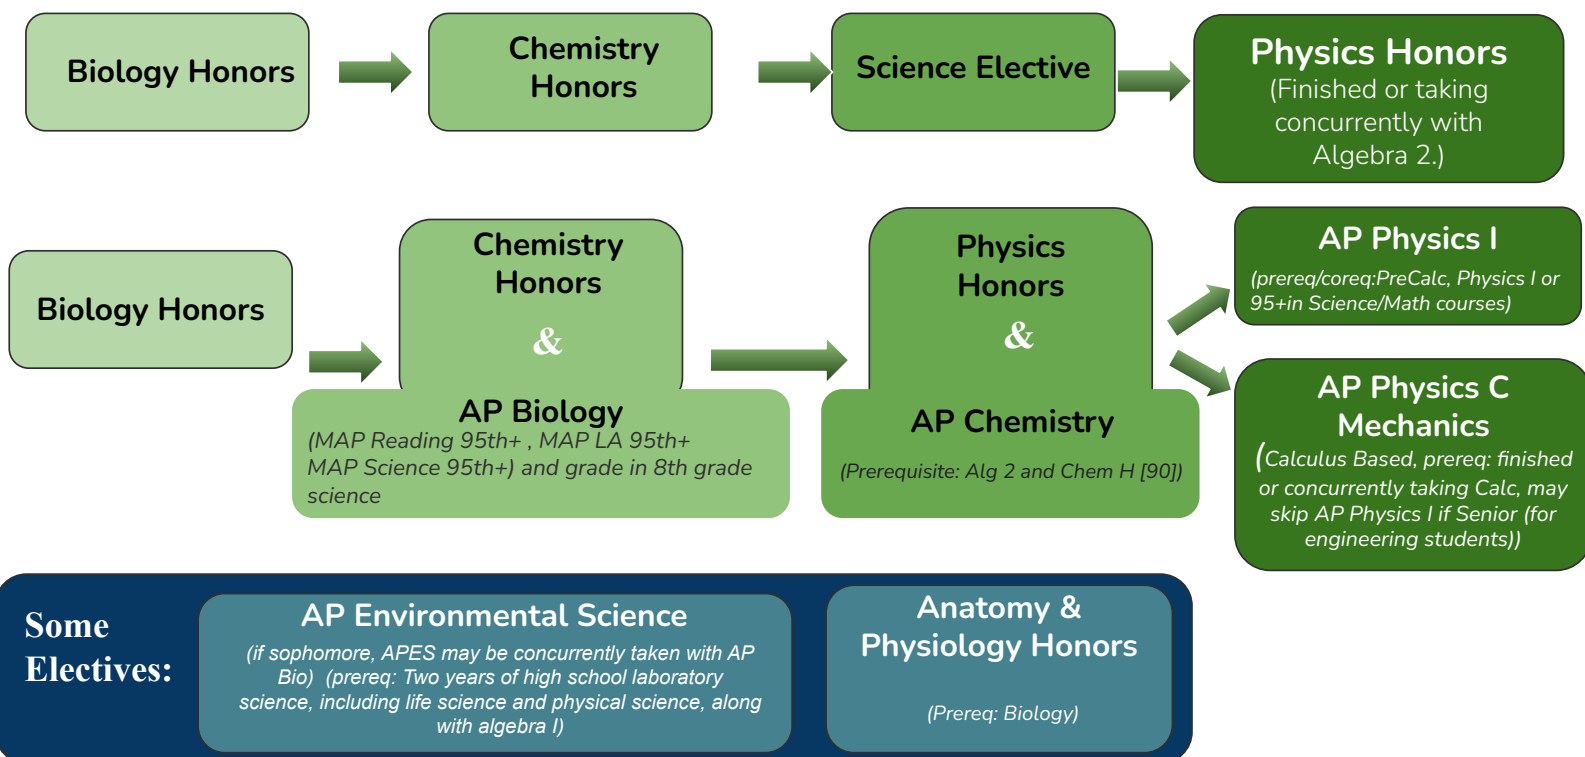 Biology Honors
Chemistry
Honors
Science Elective
Physics Honors
(Finished or taking
concurrently with
Algebra 2.)
Biology Honors
Chemistry
Honors
&
AP Biology
(MAP Reading 95th+ , MAP LA 95th+
MAP Science 95th+) and grade in 8th grade
science
Physics
Honors
&
AP Chemistry
(Prerequisite: Alg 2 and Chem H [90])
AP Physics I
(prereq/coreq:PreCalc, Physics I or
95+in Science/Math courses)
AP Physics C
Mechanics
(Calculus Based, prereq: finished
or concurrently taking Calc, may
skip AP Physics I if Senior (for
engineering students))
Some
Electives:
AP Environmental Science
(if sophomore, APES may be concurrently taken with AP
Bio) (prereq: Two years of high school laboratory
science, including life science and physical science, along
with algebra I)
Anatomy &
Physiology Honors
(Prereq: Biology)